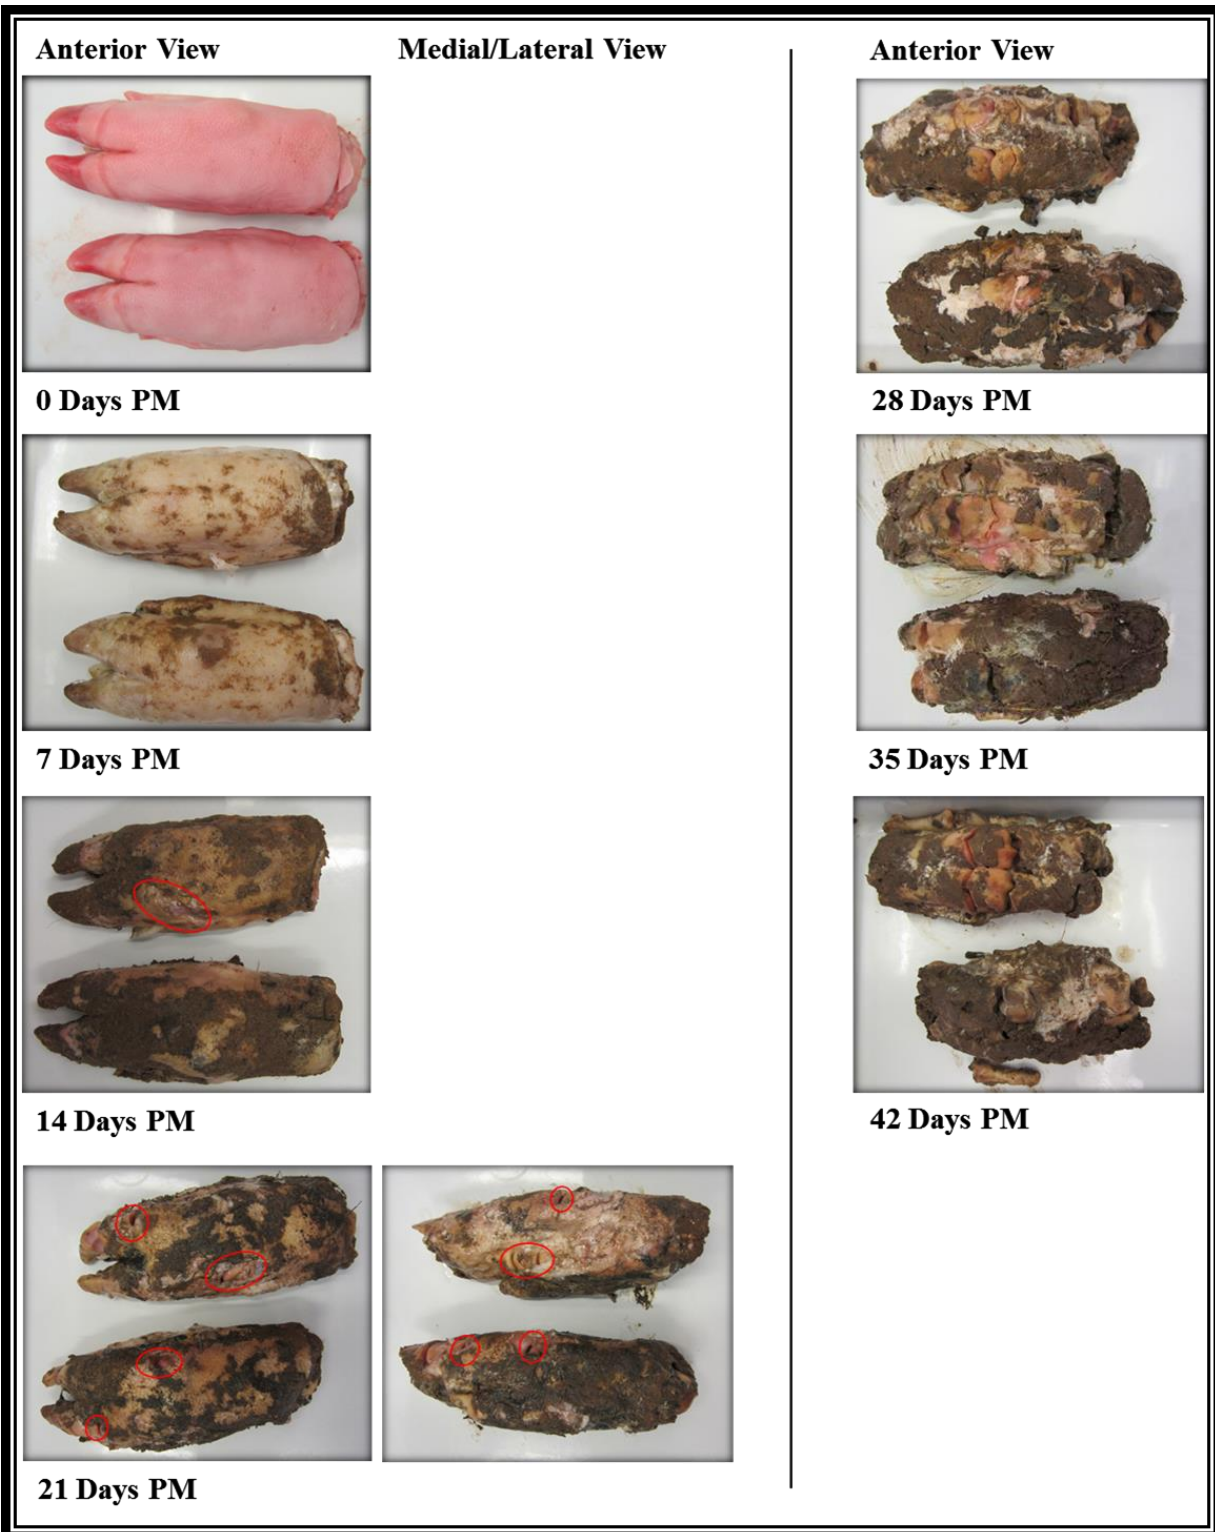 Anterior View
Medial/Lateral View
0 Days PM
7 Days PM
14 Days PM
21 Days PM
Anterior View
28 Days PM
35 Days PM
42 Days PM